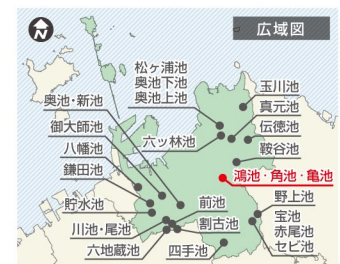 広域図
松ヶ浦池
奥池下池
奥池上池
玉川池
真元池
伝徳池
鞍谷池
奥池・新池
御大師池
八幡池
鎌田池
貯水池
六ッ林池
鴻池・角池・亀池
野上池
宝池
赤尾池
セビ池
前池
割古池
川池・尾池
六地蔵池
四手池